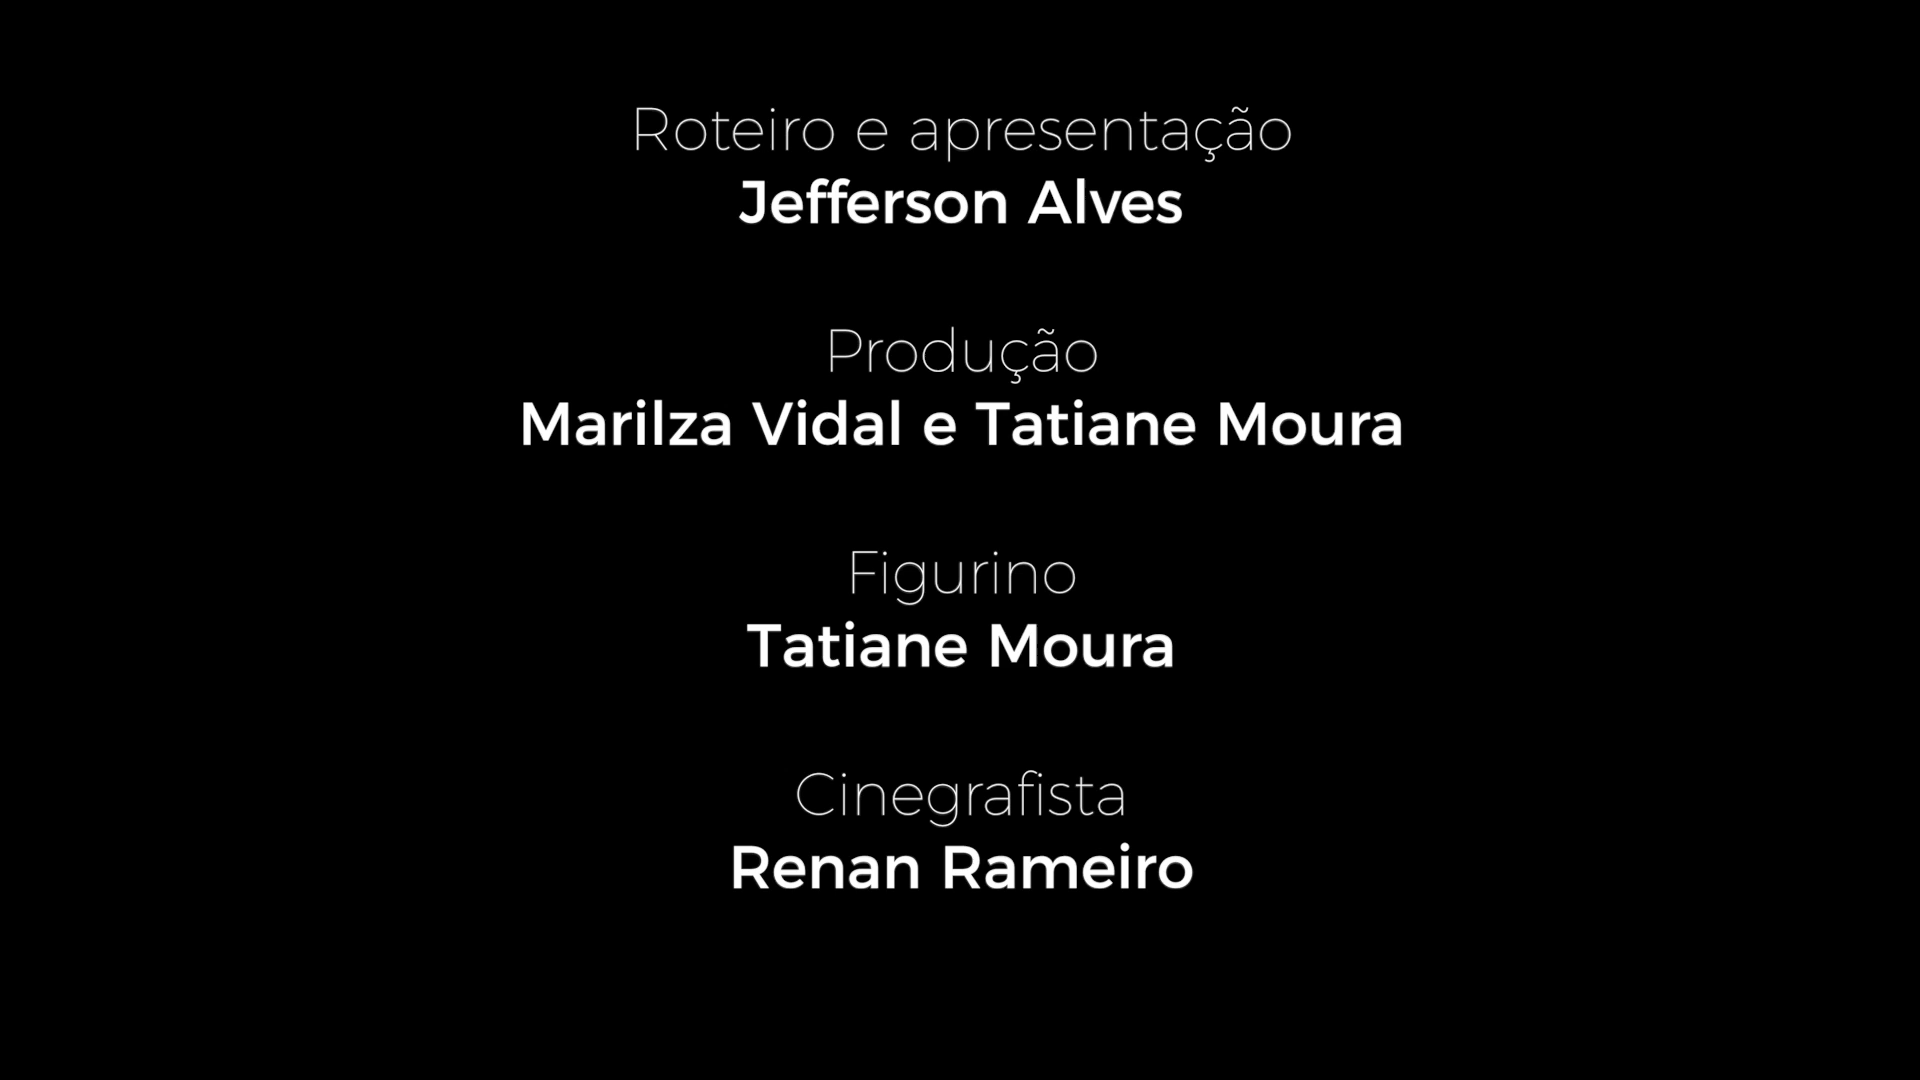 Roteiro e apresentação
Jefferson Alves
Produção
Marilza Vidal e Tatiane Moura
Figurino
Tatiane Moura
Cinegrafista
Renan Rameiro